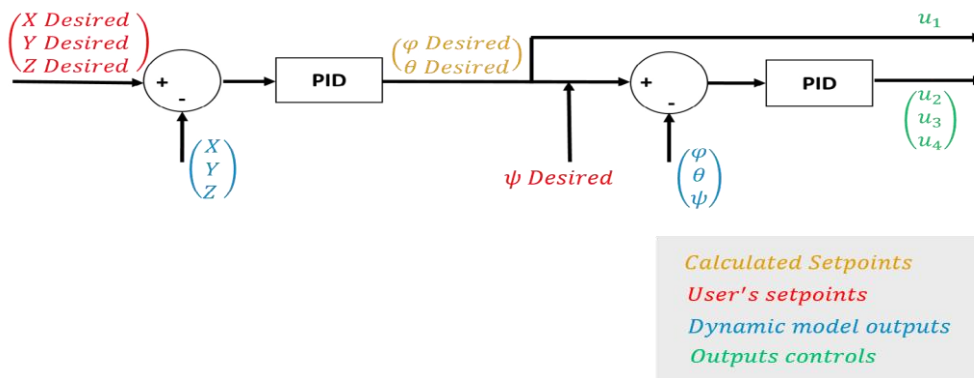 X Desired
Y Desired
Z Desired
+
-
PID
φ Desired
θ Desired
X
Y
Z
ψ Desired
+
-
φ
θ
ψ
PID
u₁
u₂
u₃
u₄
Calculated Setpoints
User's setpoints
Dynamic model outputs
Outputs controls